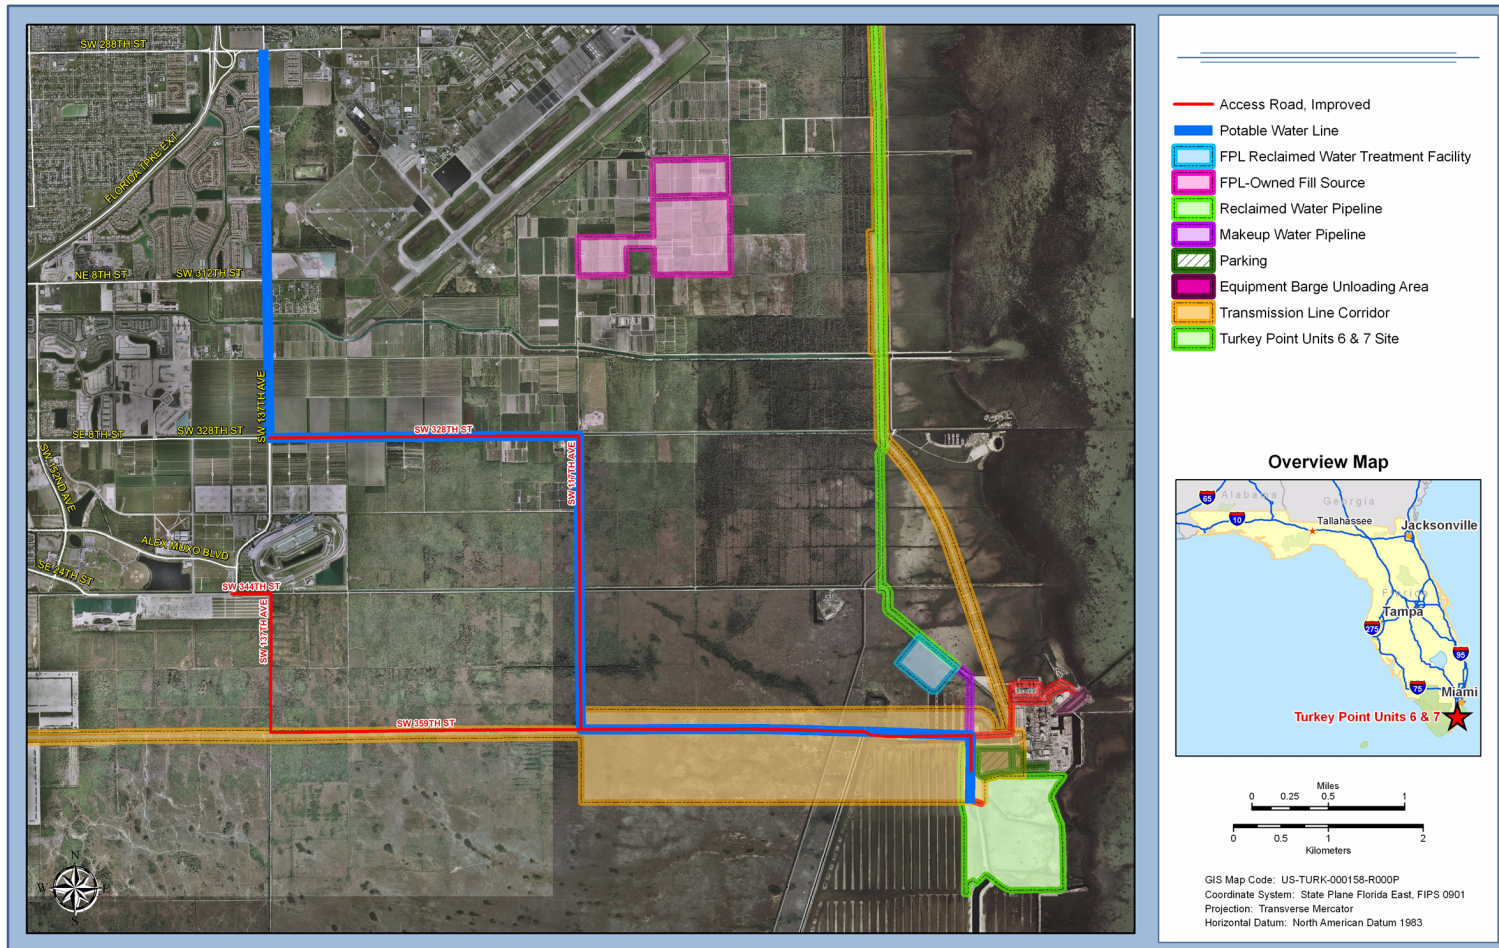 SW 288TH ST
FLORIDA TPKE EXT
NE 8TH ST
SW 312TH ST
SW 137TH AVE
SE 8TH ST
SW 328TH ST
SW 328TH ST
SW 152ND AVE
SW 117TH AVE
ALEX MUXO BLVD
SE 24TH ST
SW 344TH ST
SW 137TH AVE
SW 359TH ST
N
W
E
S
Access Road, Improved
Potable Water Line
FPL Reclaimed Water Treatment Facility
FPL-Owned Fill Source
Reclaimed Water Pipeline
Makeup Water Pipeline
Parking
Equipment Barge Unloading Area
Transmission Line Corridor
Turkey Point Units 6 & 7 Site
Overview Map
Alabama
Georgia
65
10
Tallahassee
Jacksonville
Florida
Tampa
275
95
75
Miami
Turkey Point Units 6 & 7
Miles
0 0.25 0.5 1
0 0.5 1 2
Kilometers
GIS Map Code: US-TURK-000158-R000P
Coordinate System: State Plane Florida East, FIPS 0901
Projection: Transverse Mercator
Horizontal Datum: North American Datum 1983